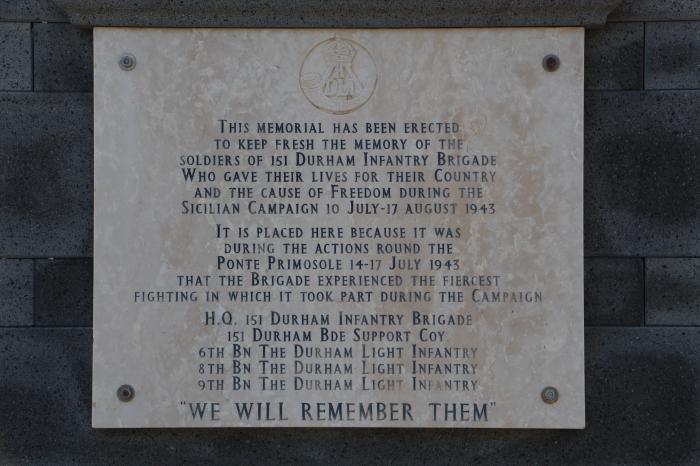 THIS MEMORIAL HAS BEEN ERECTED
TO KEEP FRESH THE MEMORY OF THE
SOLDIERS OF 151 DURHAM INFANTRY BRIGADE
WHO GAVE THEIR LIVES FOR THEIR COUNTRY
AND THE CAUSE OF FREEDOM DURING THE
SICILIAN CAMPAIGN 10 JULY-17 AUGUST 1943
IT IS PLACED HERE BECAUSE IT WAS
DURING THE ACTIONS ROUND THE
PONTE PRIMOSOLE 14-17 JULY 1943
THAT THE BRIGADE EXPERIENCED THE FIERCEST
FIGHTING IN WHICH IT TOOK PART DURING THE CAMPAIGN
H.Q. 151 DURHAM INFANTRY BRIGADE
151 DURHAM BDE SUPPORT COY
6TH BN THE DURHAM LIGHT INFANTRY
8TH BN THE DURHAM LIGHT INFANTRY
9TH BN THE DURHAM LIGHT INFANTRY
"WE WILL REMEMBER THEM"